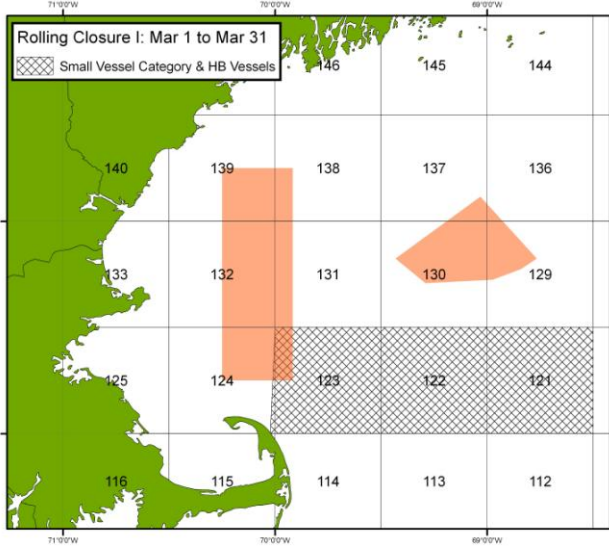 71°0'0"W 70°0'0"W 69°0'0"W
Rolling Closure I: Mar 1 to Mar 31
Small Vessel Category & HB Vessels
146 145 144
140 139 138 137 136
133 132 131 130 129
125 124 123 122 121
116 115 114 113 112
71°0'0"W 70°0'0"W 69°0'0"W